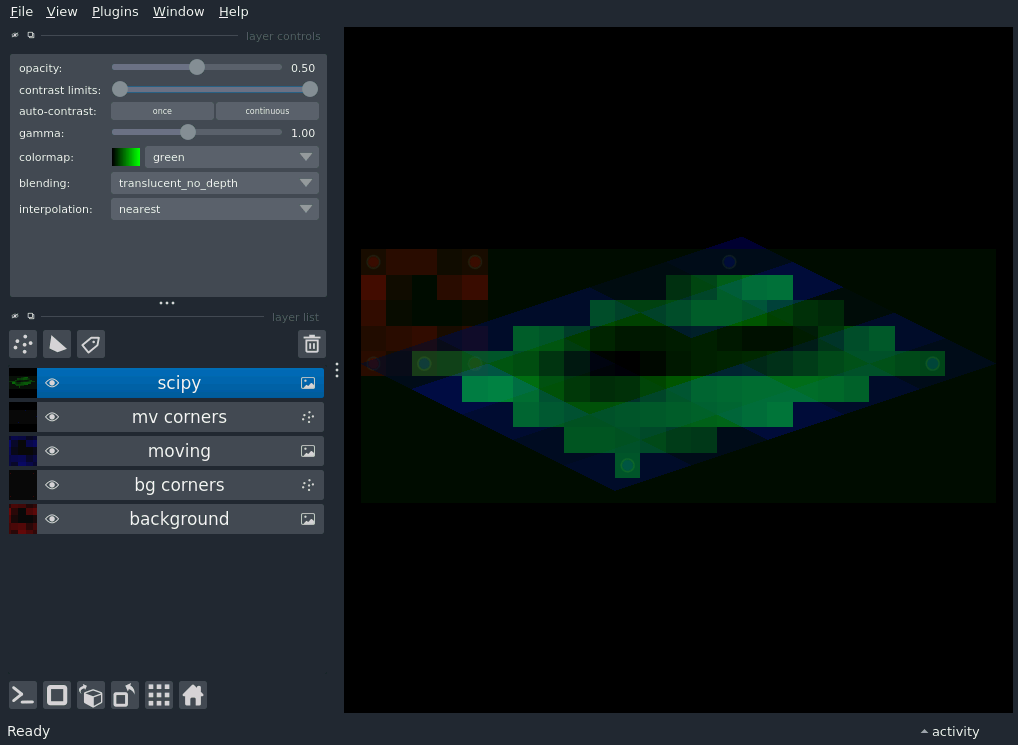 File View Plugins Window Help
layer controls
opacity: 0.50
contrast limits:
auto-contrast: once continuous
gamma: 1.00
colormap: green
blending: translucent_no_depth
interpolation: nearest
layer list
scipy
mv corners
moving
bg corners
background
Ready activity